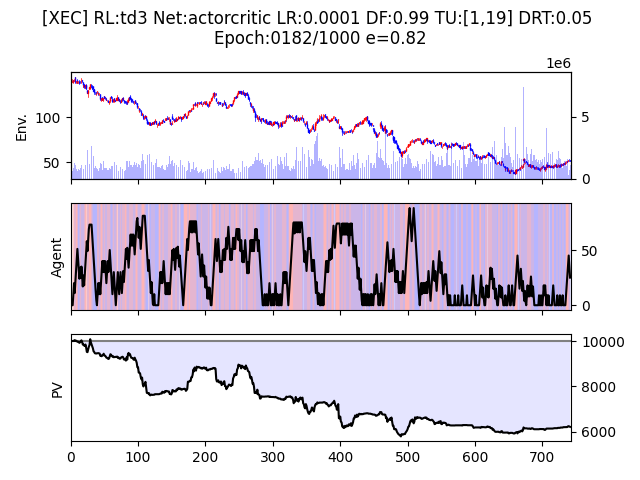 [XEC] RL:td3 Net:actorcritic LR:0.0001 DF:0.99 TU:[1,19] DRT:0.05
Epoch:0182/1000 e=0.82
1e6
Env.
100
50
5
0
Agent
50
0
PV
10000
8000
6000
0 100 200 300 400 500 600 700